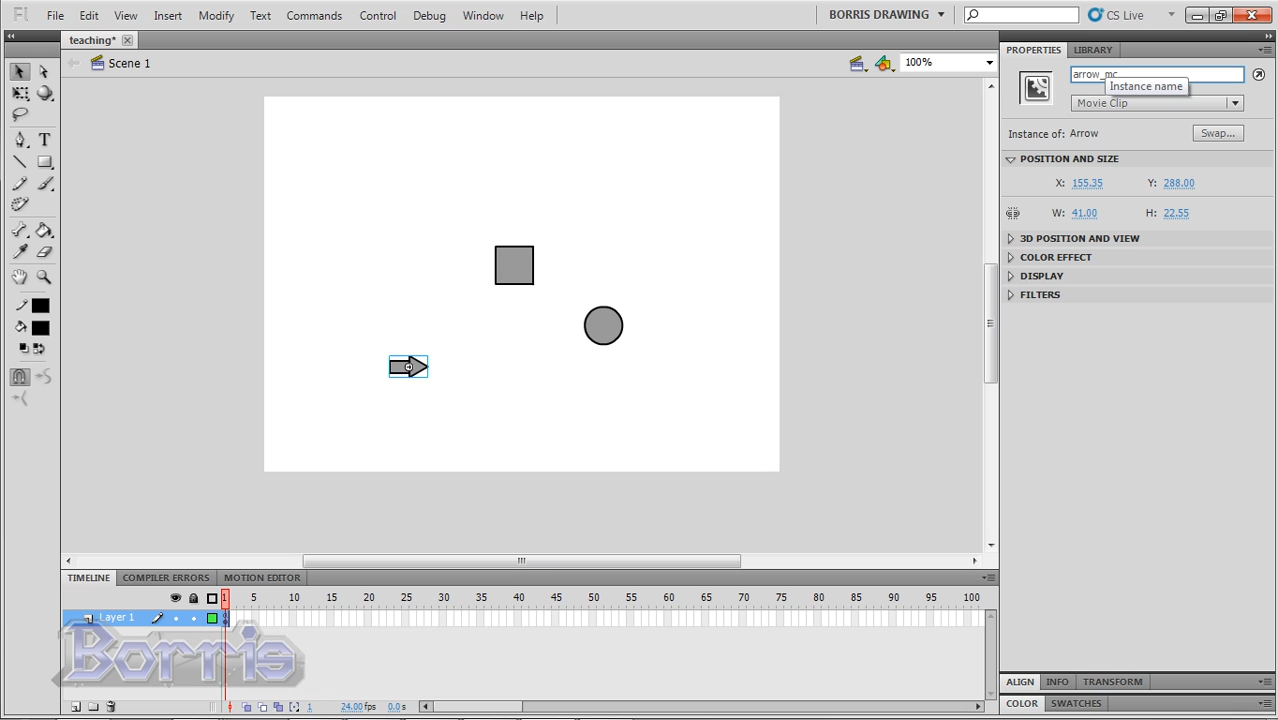 Fl File Edit View Insert Modify Text Commands Control Debug Window Help BORRIS DRAWING CS Live
teaching*
Scene 1 100%
PROPERTIES LIBRARY
arrow_mc
Instance name
Movie Clip
Instance of: Arrow Swap...
POSITION AND SIZE
X: 155.35 Y: 288.00
W: 41.00 H: 22.55
3D POSITION AND VIEW
COLOR EFFECT
DISPLAY
FILTERS
TIMELINE COMPILER ERRORS MOTION EDITOR
1 5 10 15 20 25 30 35 40 45 50 55 60 65 70 75 80 85 90 95 100
Layer 1
Borris
ALIGN INFO TRANSFORM
COLOR SWATCHES
1 24.00 fps 0.0 s